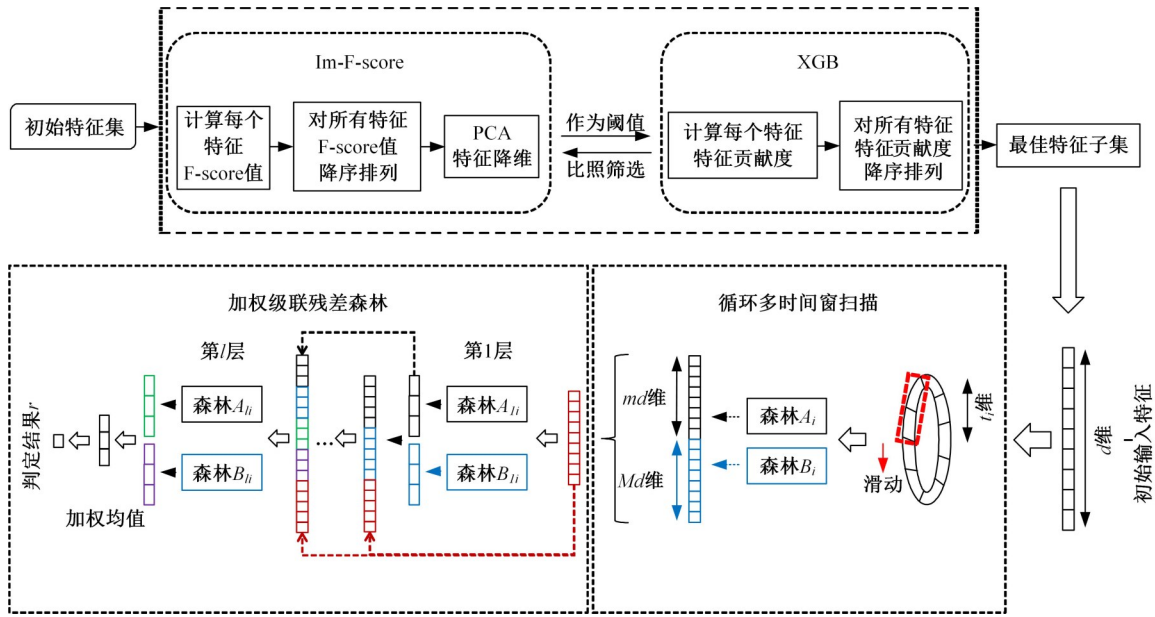 Im-F-score
XGB
初始特征集
计算每个
特征
F-score值
对所有特征
F-score值
降序排列
PCA
特征降维
作为阈值
比照筛选
计算每个特征
特征贡献度
对所有特征
特征贡献度
降序排列
最佳特征子集
加权级联残差森林
循环多时间窗扫描
第l层
第1层
森林Ali
森林Bli
森林A1i
森林B1i
...
判定结果r
加权均值
md维
Md维
森林Ai
森林Bi
滑动
ti维
d维
初始输入特征